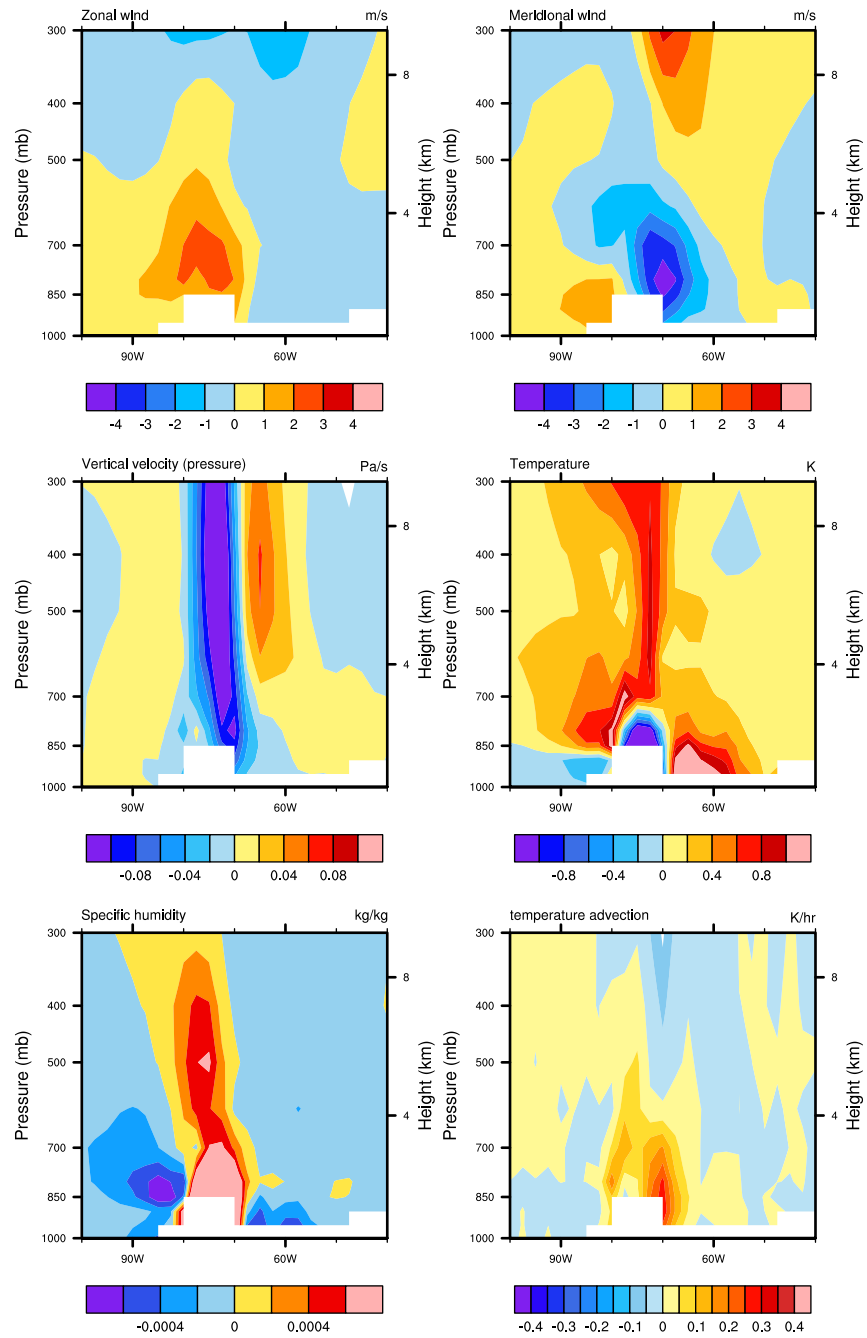 Zonal wind m/s
300
400
500
700
850
1000
Pressure (mb)
8
4
Height (km)
90W 60W
-4 -3 -2 -1 0 1 2 3 4
Meridional wind m/s
300
400
500
700
850
1000
Pressure (mb)
8
4
Height (km)
90W 60W
-4 -3 -2 -1 0 1 2 3 4
Vertical velocity (pressure) Pa/s
300
400
500
700
850
1000
Pressure (mb)
8
4
Height (km)
90W 60W
-0.08 -0.04 0 0.04 0.08
Temperature K
300
400
500
700
850
1000
Pressure (mb)
8
4
Height (km)
90W 60W
-0.8 -0.4 0 0.4 0.8
Specific humidity kg/kg
300
400
500
700
850
1000
Pressure (mb)
8
4
Height (km)
90W 60W
-0.0004 0 0.0004
temperature advection K/hr
300
400
500
700
850
1000
Pressure (mb)
8
4
Height (km)
90W 60W
-0.4 -0.3 -0.2 -0.1 0 0.1 0.2 0.3 0.4